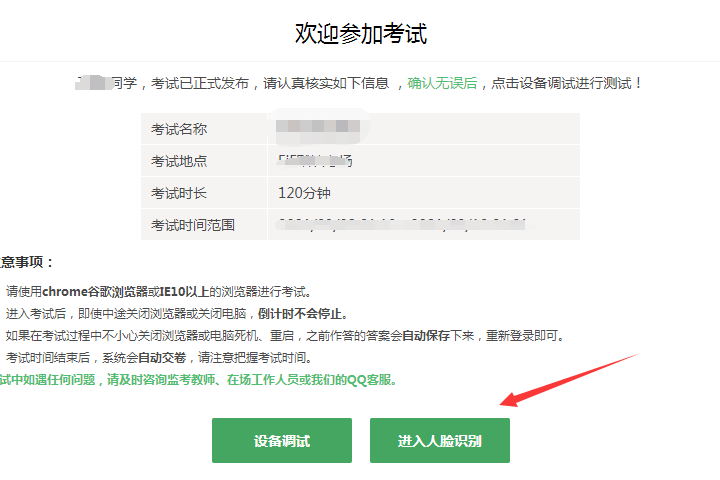 欢迎参加考试
同学，考试已正式发布，请认真核实如下信息 ，确认无误后，点击设备调试进行测试！
考试名称
考试地点
考试时长 120分钟
考试时间范围
意事项：
请使用chrome谷歌浏览器或IE10以上的浏览器进行考试。
进入考试后，即使中途关闭浏览器或关闭电脑，倒计时不会停止。
如果在考试过程中不小心关闭浏览器或电脑死机、重启，之前作答的答案会自动保存下来，重新登录即可。
考试时间结束后，系统会自动交卷，请注意把握考试时间。
试中如遇任何问题，请及时咨询监考教师、在场工作人员或我们的QQ客服。
设备调试 进入人脸识别